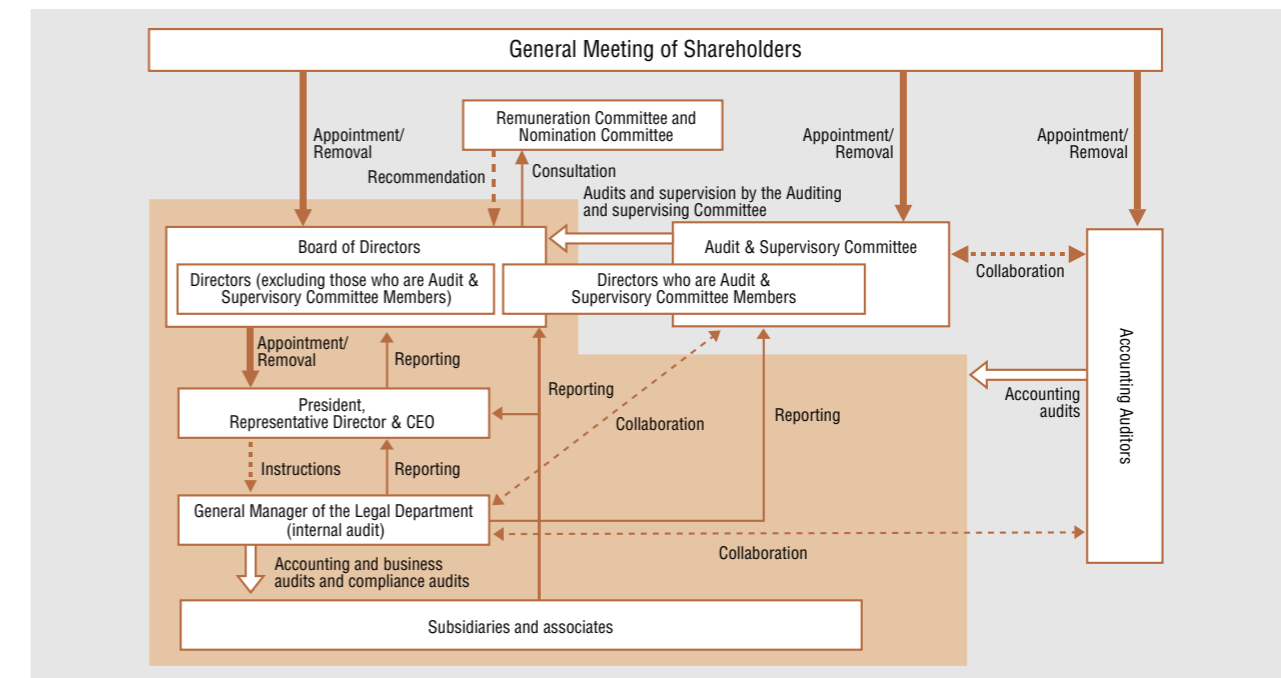 General Meeting of Shareholders
Remuneration Committee and
Nomination Committee
Appointment/
Removal
Appointment/
Removal
Appointment/
Removal
Recommendation
Consultation
Audits and supervision by the Auditing
and supervising Committee
Board of Directors
Audit & Supervisory Committee
Collaboration
Directors (excluding those who are Audit &
Supervisory Committee Members)
Directors who are Audit &
Supervisory Committee Members
Accounting Auditors
Appointment/
Removal
Reporting
Reporting
Collaboration
Reporting
Accounting
audits
President,
Representative Director & CEO
Instructions
Reporting
General Manager of the Legal Department
(internal audit)
Collaboration
Accounting and business
audits and compliance audits
Subsidiaries and associates